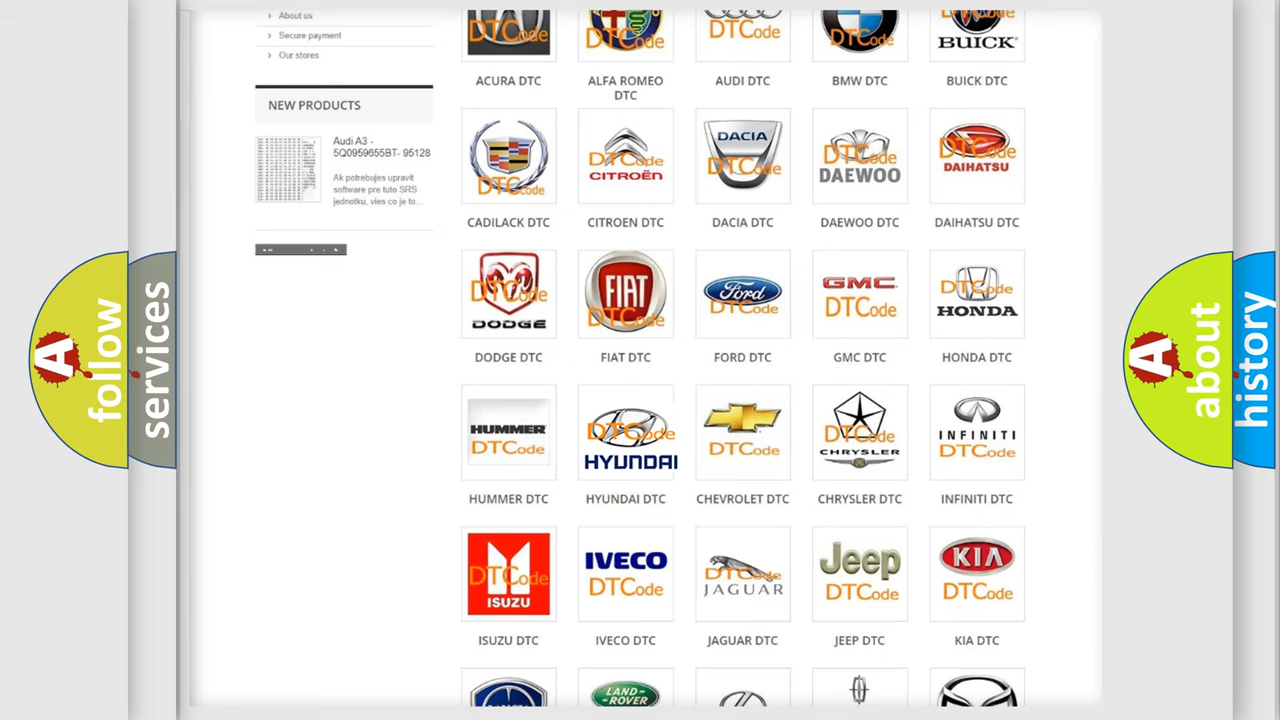 About us
Secure payment
Our stores
NEW PRODUCTS
Audi A3 -
5Q0959655BT- 95128
Ak potrebujes upravit
software pre tuto SRS
jednotku, vies co je to...
DTCode DTCode DTCode DTCode BUICK
ACURA DTC ALFA ROMEO DTC AUDI DTC BMW DTC BUICK DTC
DTCode
DTCode CITROËN
DACIA DTCode
DTCode DAEWOO
DTCode DAIHATSU
CADILACK DTC CITROEN DTC DACIA DTC DAEWOO DTC DAIHATSU DTC
DTCode DODGE
FIAT DTCode
Ford DTCode
GMC DTCode
DTCode HONDA
DODGE DTC FIAT DTC FORD DTC GMC DTC HONDA DTC
HUMMER DTCode
DTCode HYUNDAI
DTCode
DTCode CHRYSLER
INFINITI DTCode
HUMMER DTC HYUNDAI DTC CHEVROLET DTC CHRYSLER DTC INFINITI DTC
DTCode ISUZU
IVECO DTCode
DTCode JAGUAR
Jeep DTCode
KIA DTCode
ISUZU DTC IVECO DTC JAGUAR DTC JEEP DTC KIA DTC
LAND-
ROVER
A
follow
services
A
about
history